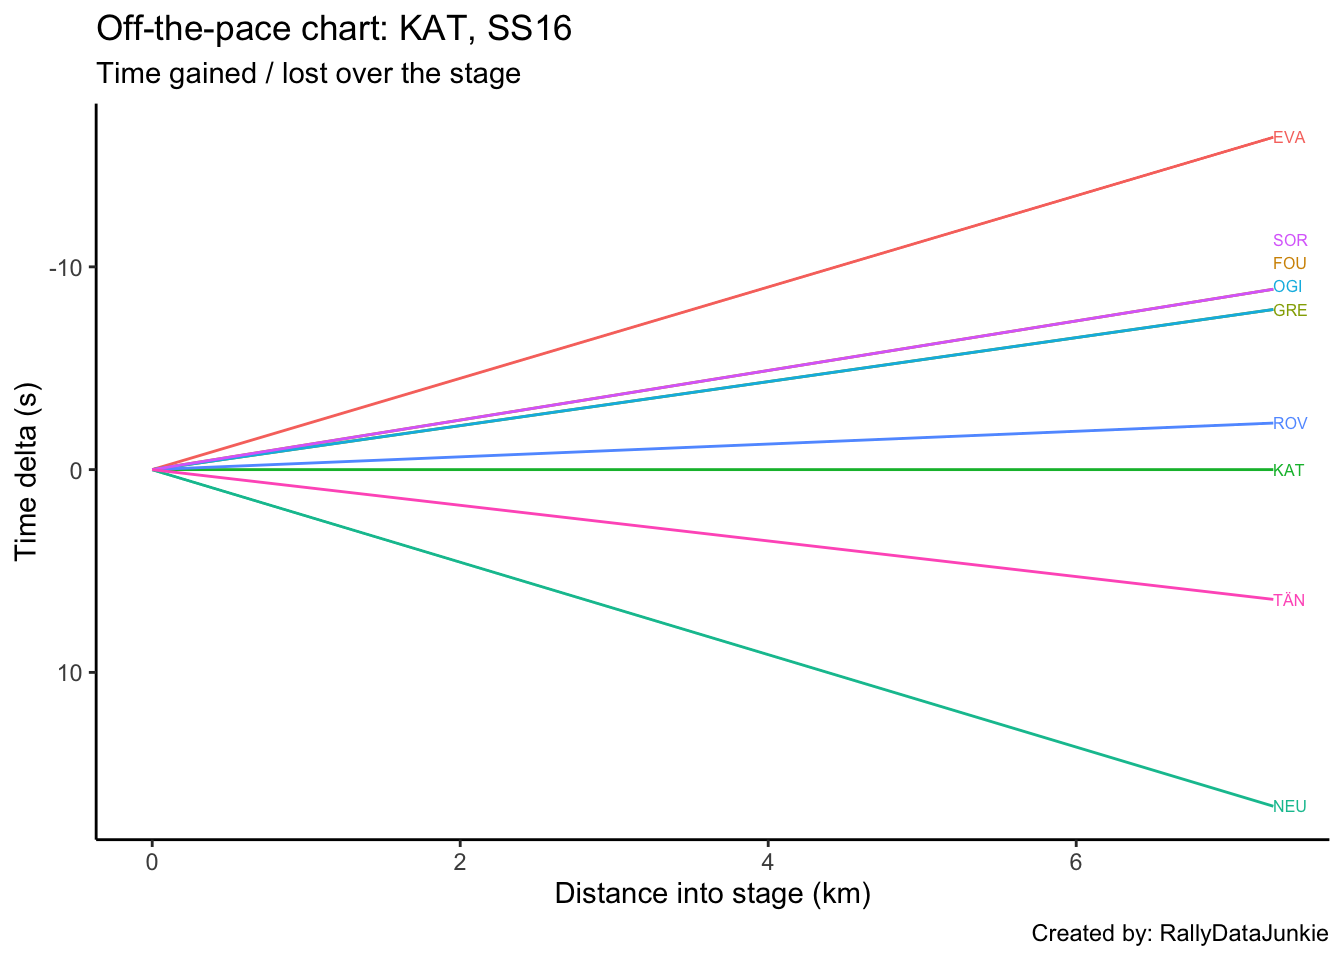 Off-the-pace chart: KAT, SS16
Time gained / lost over the stage
EVA
SOR
-10
FOU
OGI
GRE
Time delta (s)
ROV
0
KAT
TÄN
10
NEU
0 2 4 6
Distance into stage (km)
Created by: RallyDataJunkie